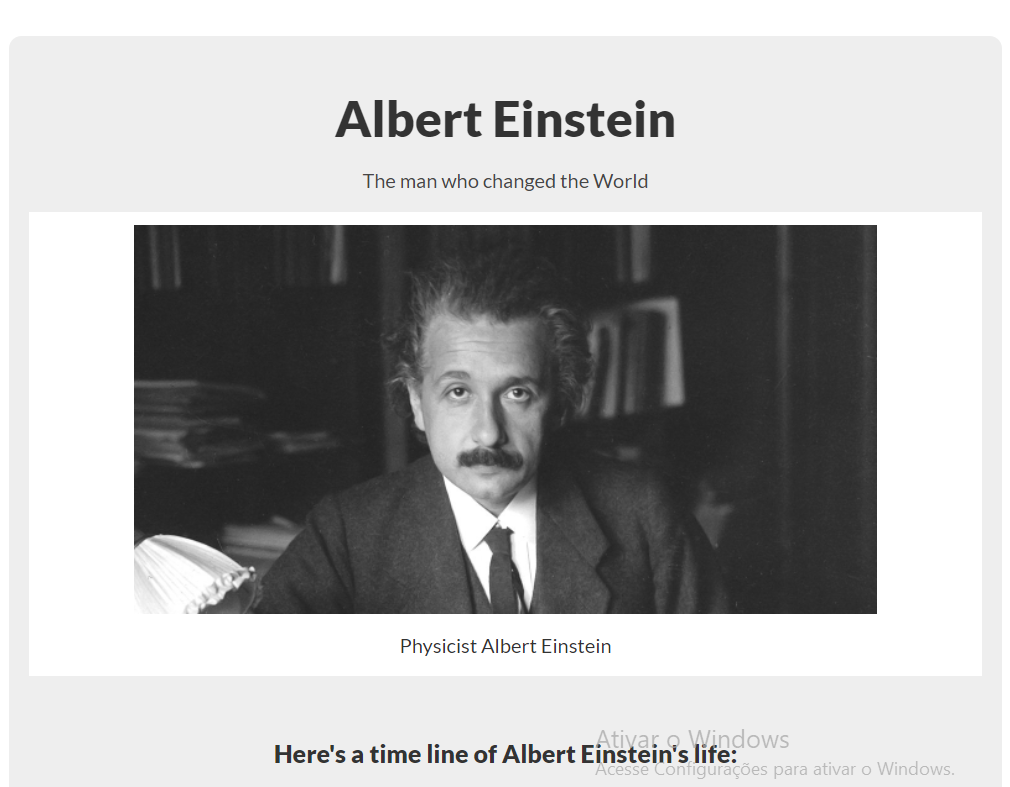 Albert Einstein
The man who changed the World
Physicist Albert Einstein
Here's a time line of Albert Einstein's life:
Ativar o Windows
Acesse Configurações para ativar o Windows.